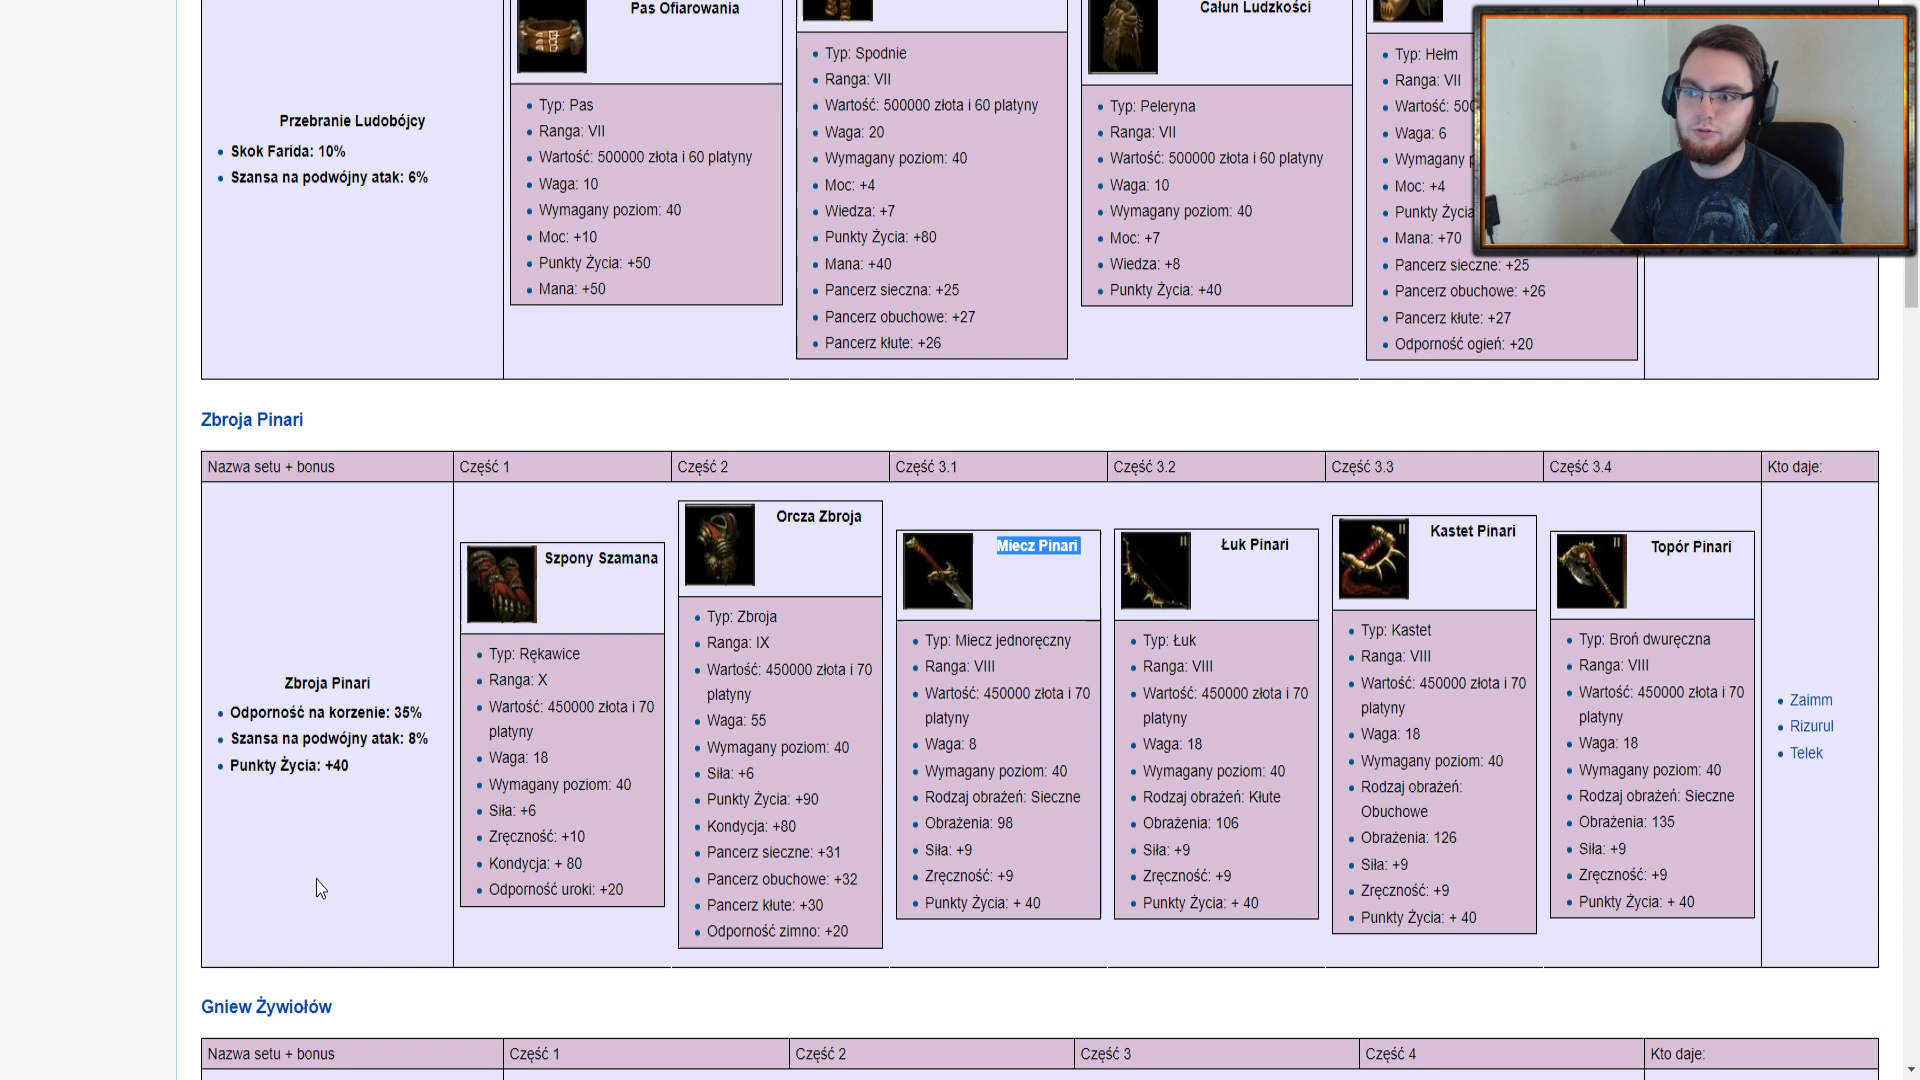 Pas Ofiarowania
Całun Ludzkości
Przebranie Ludobójcy
Skok Farida: 10%
Szansa na podwójny atak: 6%
Typ: Pas
Ranga: VII
Wartość: 500000 złota i 60 platyny
Waga: 10
Wymagany poziom: 40
Moc: +10
Punkty Życia: +50
Mana: +50
Typ: Spodnie
Ranga: VII
Wartość: 500000 złota i 60 platyny
Waga: 20
Wymagany poziom: 40
Moc: +4
Wiedza: +7
Punkty Życia: +80
Mana: +40
Pancerz sieczna: +25
Pancerz obuchowe: +27
Pancerz kłute: +26
Typ: Peleryna
Ranga: VII
Wartość: 500000 złota i 60 platyny
Waga: 10
Wymagany poziom: 40
Moc: +7
Wiedza: +8
Punkty Życia: +40
Typ: Hełm
Ranga: VII
Wartość: 500
Waga: 6
Wymagany
Moc: +4
Punkty Życia
Mana: +70
Pancerz sieczne: +25
Pancerz obuchowe: +26
Pancerz kłute: +27
Odporność ogień: +20
Zbroja Pinari
Nazwa setu + bonus
Część 1
Część 2
Część 3.1
Część 3.2
Część 3.3
Część 3.4
Kto daje:
Zbroja Pinari
Odporność na korzenie: 35%
Szansa na podwójny atak: 8%
Punkty Życia: +40
Szpony Szamana
Typ: Rękawice
Ranga: X
Wartość: 450000 złota i 70
platyny
Waga: 18
Wymagany poziom: 40
Siła: +6
Zręczność: +10
Kondycja: + 80
Odporność uroki: +20
Orcza Zbroja
Typ: Zbroja
Ranga: IX
Wartość: 450000 złota i 70
platyny
Waga: 55
Wymagany poziom: 40
Siła: +6
Punkty Życia: +90
Kondycja: +80
Pancerz sieczne: +31
Pancerz obuchowe: +32
Pancerz kłute: +30
Odporność zimno: +20
Miecz Pinari
Typ: Miecz jednoręczny
Ranga: VIII
Wartość: 450000 złota i 70
platyny
Waga: 8
Wymagany poziom: 40
Rodzaj obrażeń: Sieczne
Obrażenia: 98
Siła: +9
Zręczność: +9
Punkty Życia: + 40
II
Łuk Pinari
Typ: Łuk
Ranga: VIII
Wartość: 450000 złota i 70
platyny
Waga: 18
Wymagany poziom: 40
Rodzaj obrażeń: Kłute
Obrażenia: 106
Siła: +9
Zręczność: +9
Punkty Życia: + 40
II
Kastet Pinari
Typ: Kastet
Ranga: VIII
Wartość: 450000 złota i 70
platyny
Waga: 18
Wymagany poziom: 40
Rodzaj obrażeń:
Obuchowe
Obrażenia: 126
Siła: +9
Zręczność: +9
Punkty Życia: + 40
II
Topór Pinari
Typ: Broń dwuręczna
Ranga: VIII
Wartość: 450000 złota i 70
platyny
Waga: 18
Wymagany poziom: 40
Rodzaj obrażeń: Sieczne
Obrażenia: 135
Siła: +9
Zręczność: +9
Punkty Życia: + 40
Zaimm
Rizurul
Telek
Gniew Żywiołów
Nazwa setu + bonus
Część 1
Część 2
Część 3
Część 4
Kto daje: